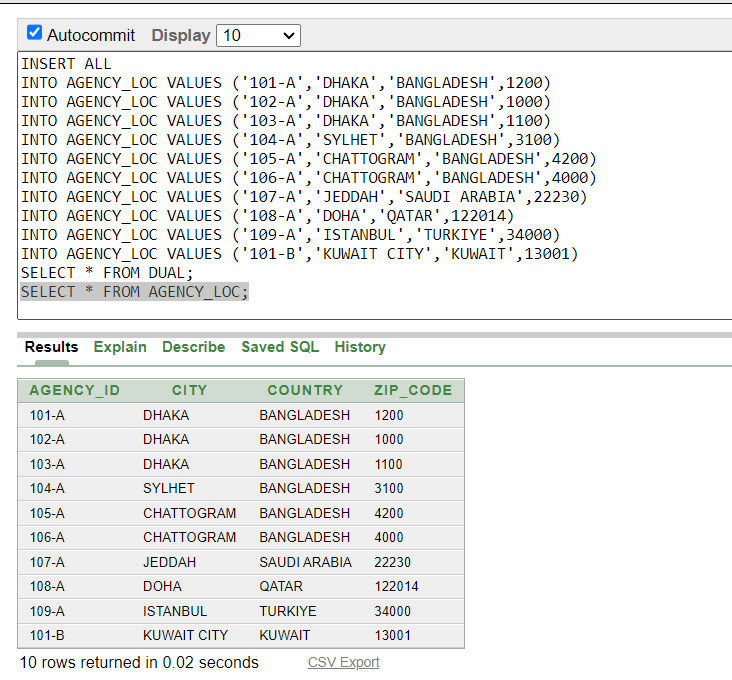 Autocommit Display 10
INSERT ALL
INTO AGENCY_LOC VALUES ('101-A','DHAKA','BANGLADESH',1200)
INTO AGENCY_LOC VALUES ('102-A','DHAKA','BANGLADESH',1000)
INTO AGENCY_LOC VALUES ('103-A','DHAKA','BANGLADESH',1100)
INTO AGENCY_LOC VALUES ('104-A','SYLHET','BANGLADESH',3100)
INTO AGENCY_LOC VALUES ('105-A','CHATTOGRAM','BANGLADESH',4200)
INTO AGENCY_LOC VALUES ('106-A','CHATTOGRAM','BANGLADESH',4000)
INTO AGENCY_LOC VALUES ('107-A','JEDDAH','SAUDI ARABIA',22230)
INTO AGENCY_LOC VALUES ('108-A','DOHA','QATAR',122014)
INTO AGENCY_LOC VALUES ('109-A','ISTANBUL','TURKIYE',34000)
INTO AGENCY_LOC VALUES ('101-B','KUWAIT CITY','KUWAIT',13001)
SELECT * FROM DUAL;
SELECT * FROM AGENCY_LOC;
Results Explain Describe Saved SQL History
AGENCY_ID CITY COUNTRY ZIP_CODE
101-A DHAKA BANGLADESH 1200
102-A DHAKA BANGLADESH 1000
103-A DHAKA BANGLADESH 1100
104-A SYLHET BANGLADESH 3100
105-A CHATTOGRAM BANGLADESH 4200
106-A CHATTOGRAM BANGLADESH 4000
107-A JEDDAH SAUDI ARABIA 22230
108-A DOHA QATAR 122014
109-A ISTANBUL TURKIYE 34000
101-B KUWAIT CITY KUWAIT 13001
10 rows returned in 0.02 seconds CSV Export